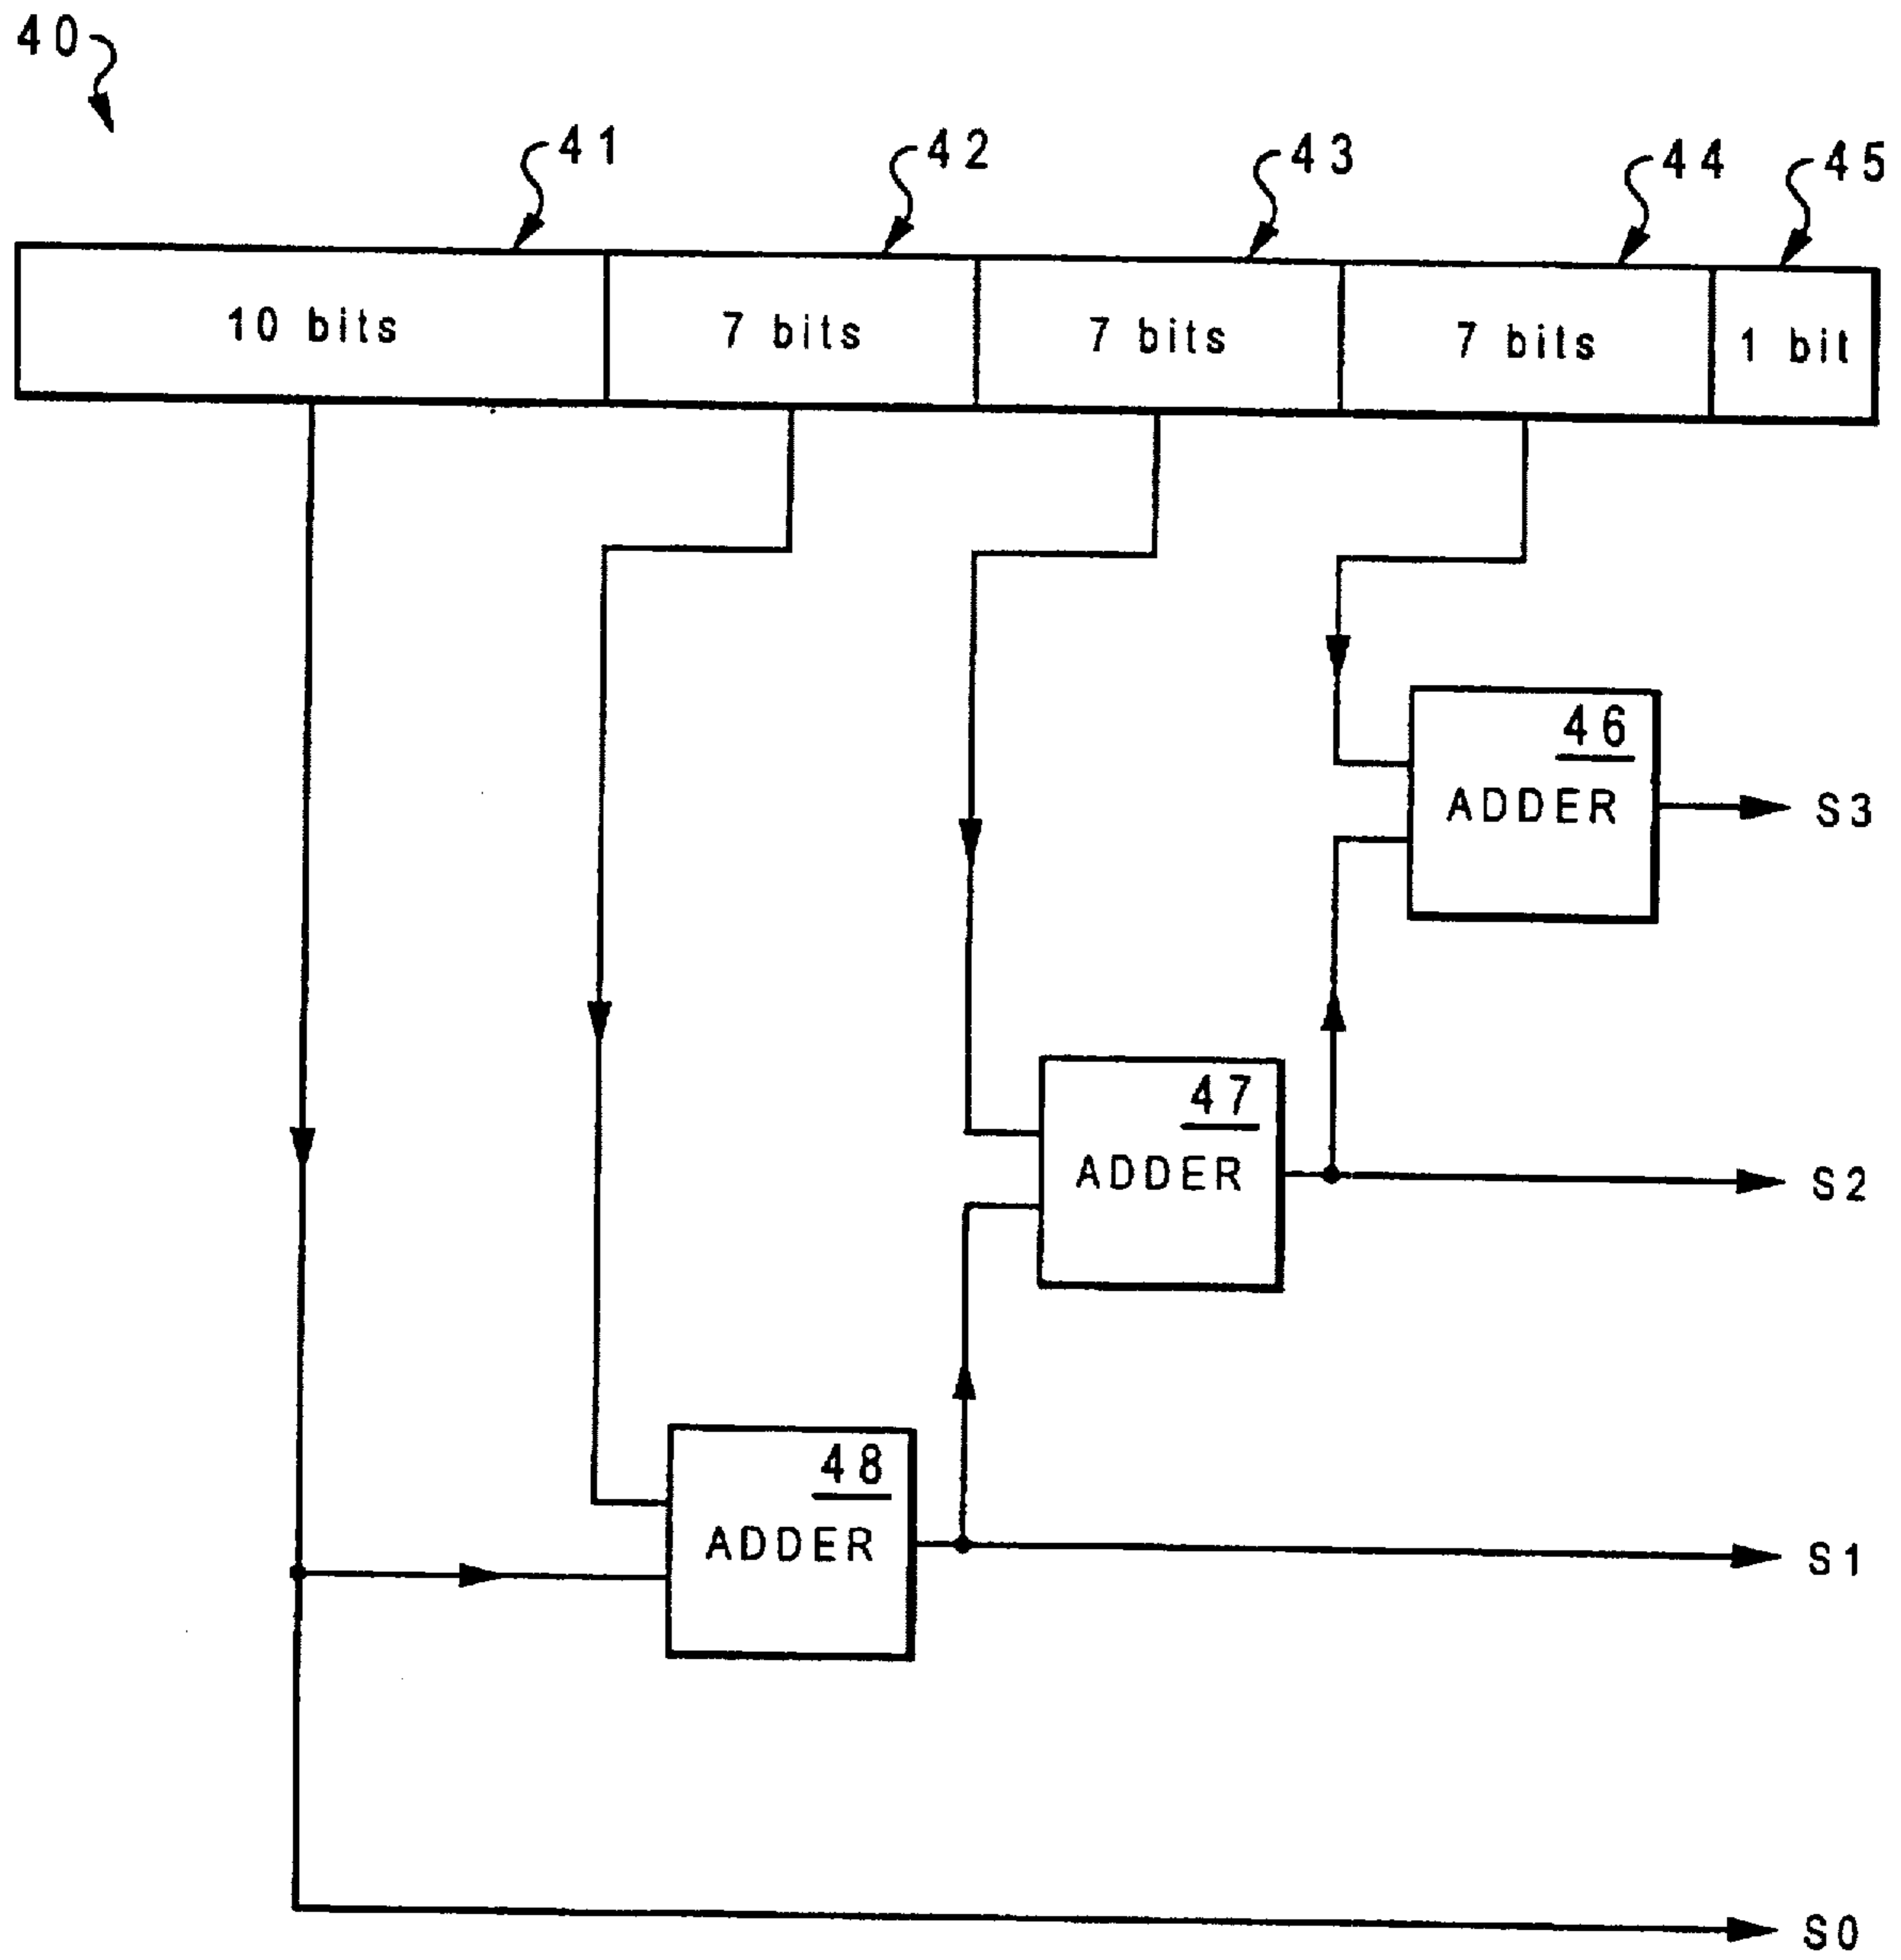 40
41 42 43 44 45
10 bits 7 bits 7 bits 7 bits 1 bit
46
ADDER
S3
47
ADDER
S2
48
ADDER
S1
S0